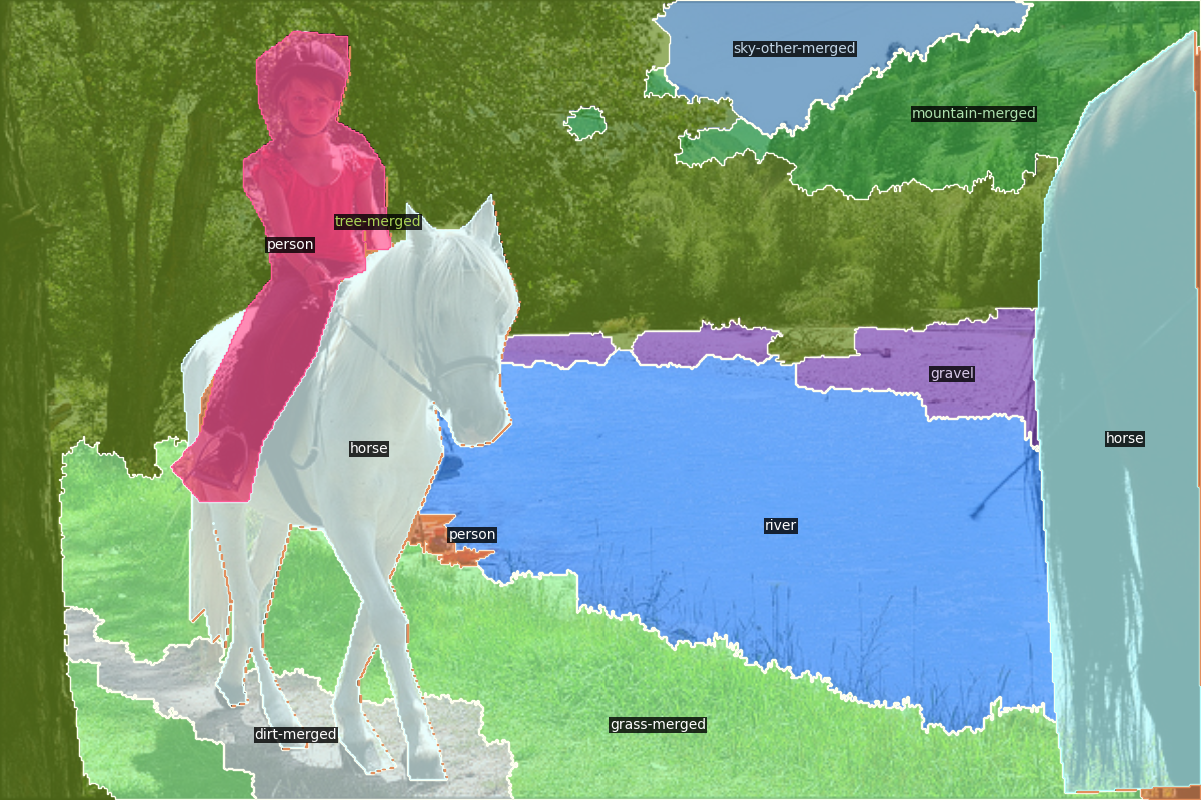 sky-other-merged
mountain-merged
tree-merged
person
gravel
horse
horse
river
person
grass-merged
dirt-merged